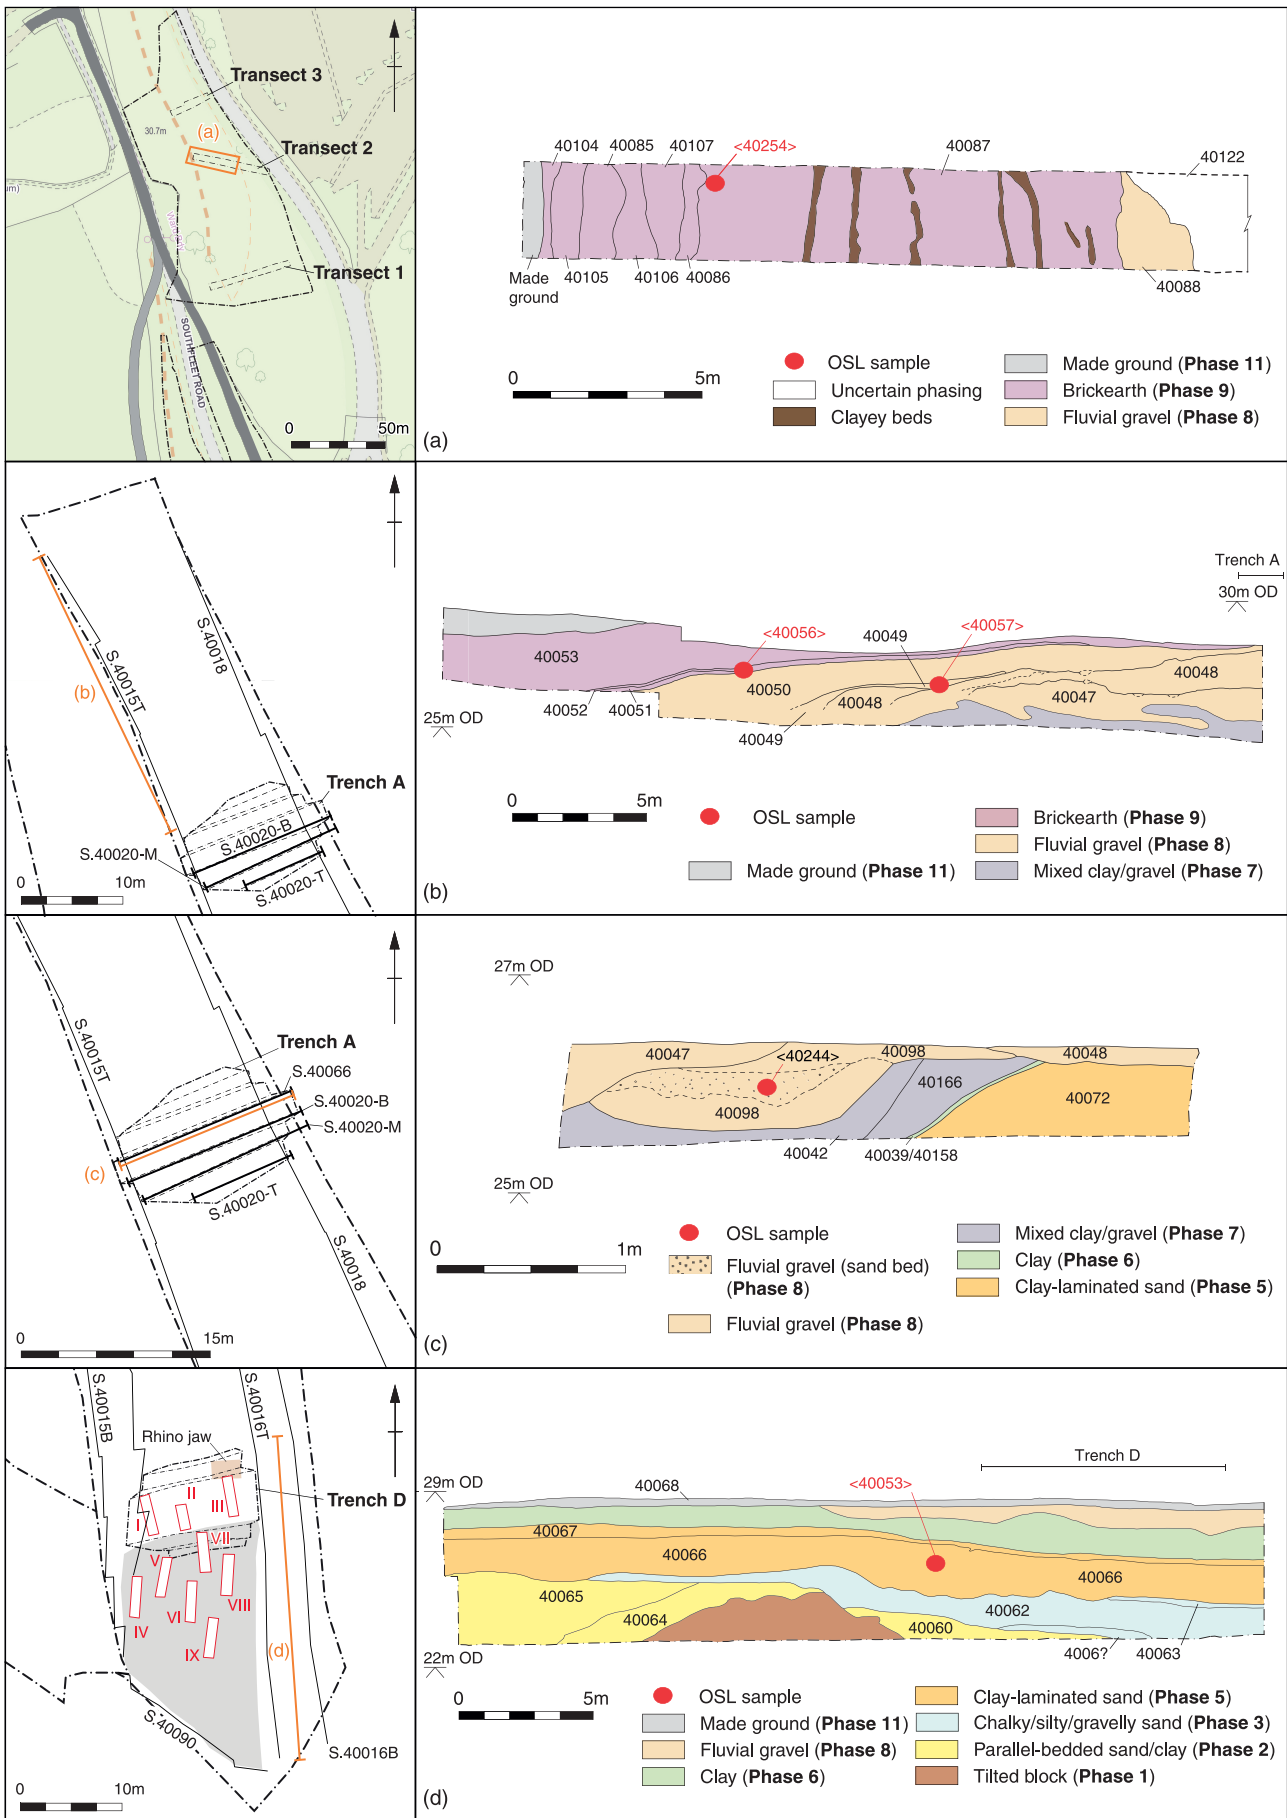 Transect 3
30.7m
(a)
Transect 2
Transect 1
SOUTHFLEET ROAD
0
50m
40104
40085
40107
<40254>
40087
40122
Made
ground
40105
40106
40086
40088
0
5m
OSL sample
Uncertain phasing
Clayey beds
Made ground (Phase 11)
Brickearth (Phase 9)
Fluvial gravel (Phase 8)
(a)
S.40015T
S.40018
(b)
Trench A
S.40020-B
S.40020-M
S.40020-T
0
10m
Trench A
30m OD
<40056>
40049
<40057>
40053
40050
40048
40047
40048
40052
40051
40049
25m OD
0
5m
OSL sample
Made ground (Phase 11)
Brickearth (Phase 9)
Fluvial gravel (Phase 8)
Mixed clay/gravel (Phase 7)
(b)
S.40015T
Trench A
S.40066
S.40020-B
S.40020-M
(c)
S.40020-T
S.40018
0
15m
27m OD
40047
<40244>
40098
40048
40166
40072
40098
40042
40039/40158
25m OD
0
1m
OSL sample
Fluvial gravel (sand bed)
(Phase 8)
Fluvial gravel (Phase 8)
Mixed clay/gravel (Phase 7)
Clay (Phase 6)
Clay-laminated sand (Phase 5)
(c)
S.40015B
S.40016T
Rhino jaw
Trench D
I
II
III
V
VII
IV
VI
VIII
IX
(d)
S.40090
S.40016B
0
10m
Trench D
29m OD
40068
<40053>
40067
40066
40066
40065
40064
40062
40060
4006?
40063
22m OD
0
5m
OSL sample
Made ground (Phase 11)
Fluvial gravel (Phase 8)
Clay (Phase 6)
Clay-laminated sand (Phase 5)
Chalky/silty/gravelly sand (Phase 3)
Parallel-bedded sand/clay (Phase 2)
Tilted block (Phase 1)
(d)